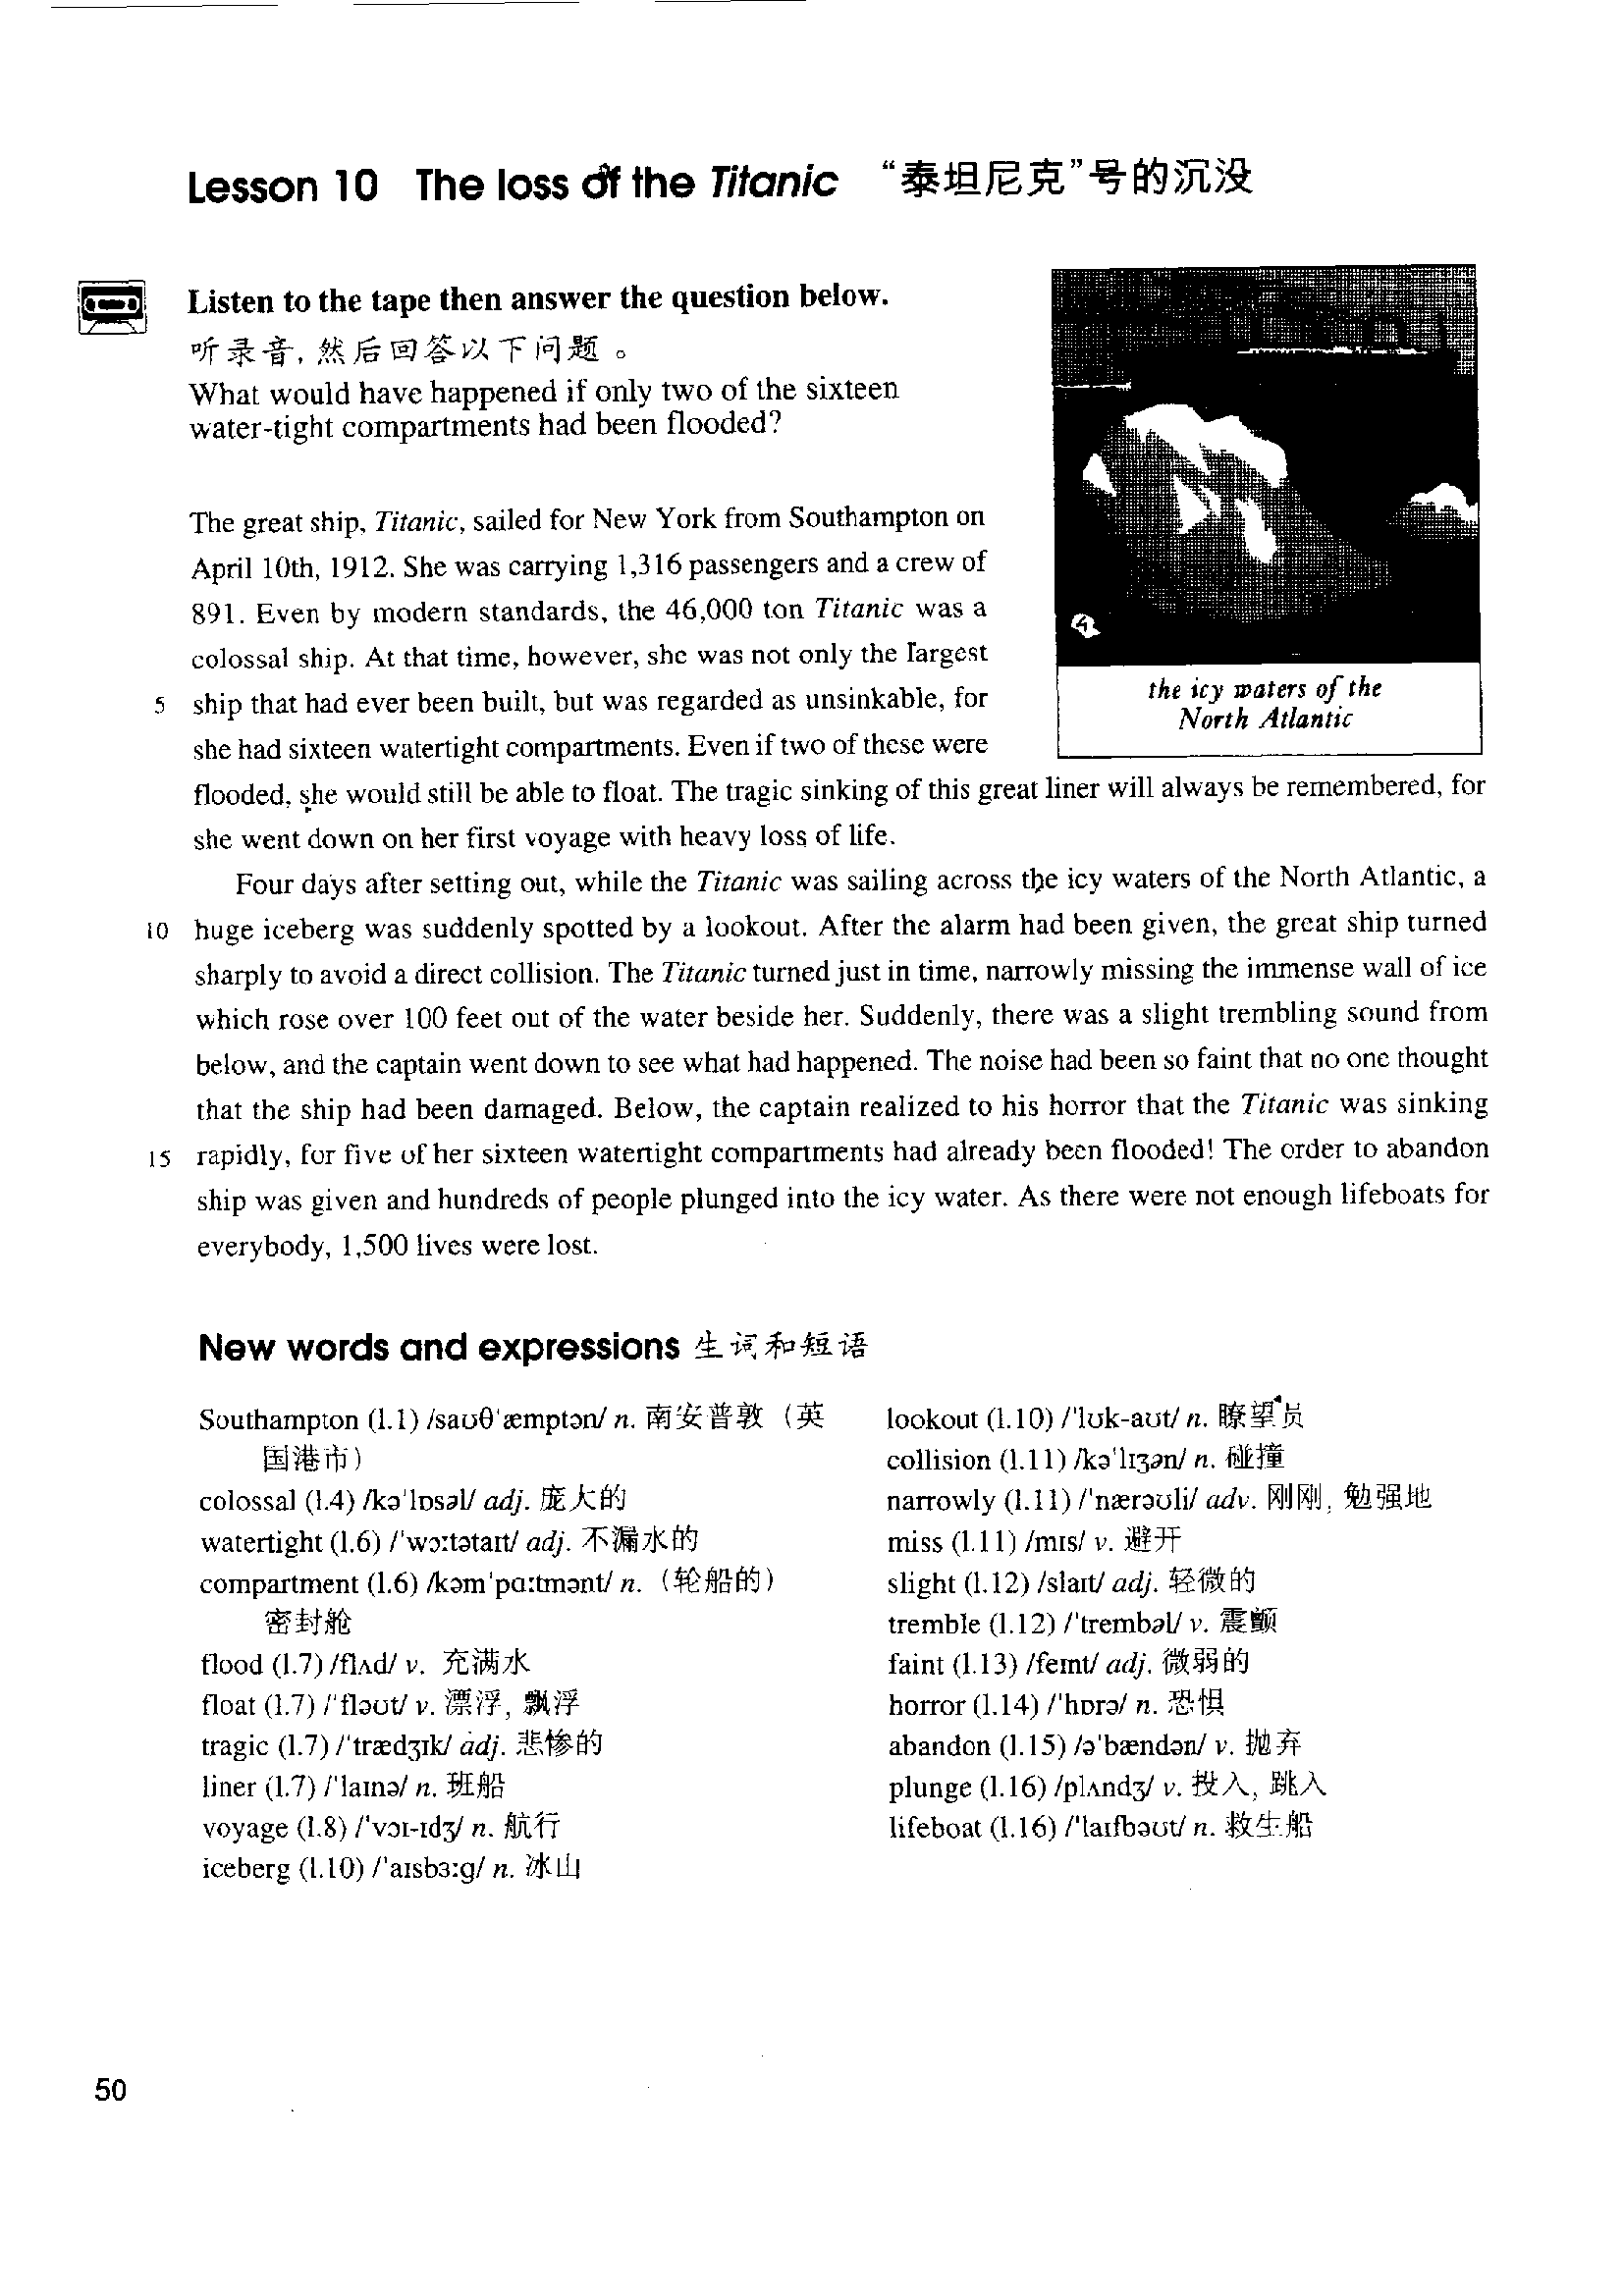 Lesson 10 The loss of the Titanic “泰坦尼克”号的沉没
Listen to the tape then answer the question below.
听录音，然后回答以下问题。
What would have happened if only two of the sixteen
water-tight compartments had been flooded?
The great ship, Titanic, sailed for New York from Southampton on
April 10th, 1912. She was carrying 1,316 passengers and a crew of
891. Even by modern standards, the 46,000 ton Titanic was a
colossal ship. At that time, however, she was not only the largest
5 ship that had ever been built, but was regarded as unsinkable, for
she had sixteen watertight compartments. Even if two of these were
flooded, she would still be able to float. The tragic sinking of this great liner will always be remembered, for
she went down on her first voyage with heavy loss of life.
the icy waters of the
North Atlantic
Four days after setting out, while the Titanic was sailing across the icy waters of the North Atlantic, a
10 huge iceberg was suddenly spotted by a lookout. After the alarm had been given, the great ship turned
sharply to avoid a direct collision. The Titanic turned just in time, narrowly missing the immense wall of ice
which rose over 100 feet out of the water beside her. Suddenly, there was a slight trembling sound from
below, and the captain went down to see what had happened. The noise had been so faint that no one thought
that the ship had been damaged. Below, the captain realized to his horror that the Titanic was sinking
15 rapidly, for five of her sixteen watertight compartments had already been flooded! The order to abandon
ship was given and hundreds of people plunged into the icy water. As there were not enough lifeboats for
everybody, 1,500 lives were lost.
New words and expressions 生词和短语
Southampton (l.1) /saʊθ'æmptən/ n. 南安普敦（英
国港市）
colossal (l.4) /kə'lɒsəl/ adj. 庞大的
watertight (l.6) /'wɔ:tətaɪt/ adj. 不漏水的
compartment (l.6) /kəm'pɑ:tmənt/ n.（轮船的）
密封舱
flood (l.7) /flʌd/ v. 充满水
float (l.7) /'fləʊt/ v. 漂浮, 飘浮
tragic (l.7) /'trædʒɪk/ adj. 悲惨的
liner (l.7) /'laɪnə/ n. 班船
voyage (l.8) /'vɔɪ-ɪdʒ/ n. 航行
iceberg (l.10) /'aɪsbɜ:g/ n. 冰山
lookout (l.10) /'lʊk-aʊt/ n. 瞭望员
collision (l.11) /kə'lɪʒən/ n. 碰撞
narrowly (l.11) /'nærəʊli/ adv. 刚刚, 勉强地
miss (l.11) /mɪs/ v. 避开
slight (l.12) /slaɪt/ adj. 轻微的
tremble (l.12) /'trembəl/ v. 震颤
faint (l.13) /feɪnt/ adj. 微弱的
horror (l.14) /'hɒrə/ n. 恐惧
abandon (l.15) /ə'bændən/ v. 抛弃
plunge (l.16) /plʌndʒ/ v. 投入, 跳入
lifeboat (l.16) /'laɪfbəʊt/ n. 救生船
50